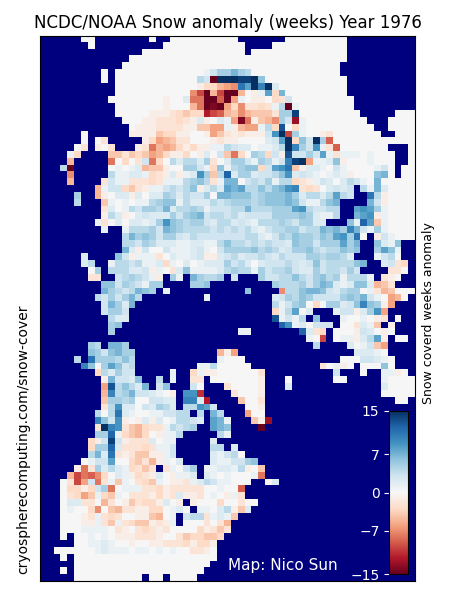 NCDC/NOAA Snow anomaly (weeks) Year 1976
cryospherecomputing.com/snow-cover
Snow coverd weeks anomaly
15
7
0
−7
−15
Map: Nico Sun